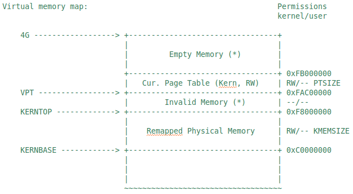 Virtual memory map: Permissions
kernel/user
4G ------------------> +---------------------------------+
| |
| Empty Memory (*) |
| |
+---------------------------------+ 0xFB000000
| Cur. Page Table (Kern, RW) | RW/-- PTSIZE
VPT ----------------> +---------------------------------+ 0xFAC00000
| Invalid Memory (*) | --/--
KERNTOP -------------> +---------------------------------+ 0xF8000000
| |
| Remapped Physical Memory | RW/-- KMEMSIZE
| |
KERNBASE ------------> +---------------------------------+ 0xC0000000
| |
| |
| |
~~~~~~~~~~~~~~~~~~~~~~~~~~~~~~~~~~~